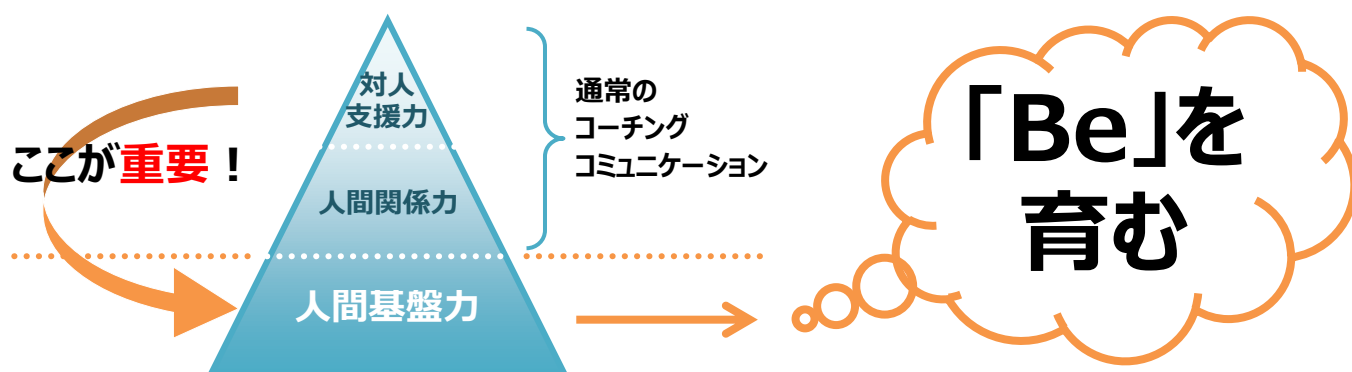 ここが重要！
対人
支援力
人間関係力
人間基盤力
通常の
コーチング
コミュニケーション
「Be」を
育む